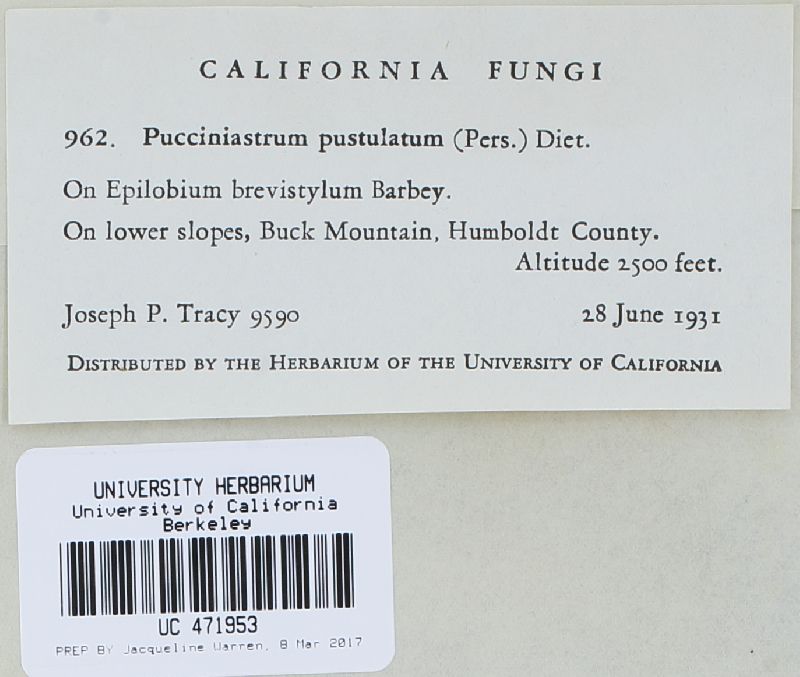 CALIFORNIA FUNGI
962. Pucciniastrum pustulatum (Pers.) Diet.
On Epilobium brevistylum Barbey.
On lower slopes, Buck Mountain, Humboldt County.
Altitude 2500 feet.
Joseph P. Tracy 9590 28 June 1931
DISTRIBUTED BY THE HERBARIUM OF THE UNIVERSITY OF CALIFORNIA
UNIVERSITY HERBARIUM
University of California
Berkeley
UC 471953
PREP BY Jacqueline Warren, 8 Mar 2017